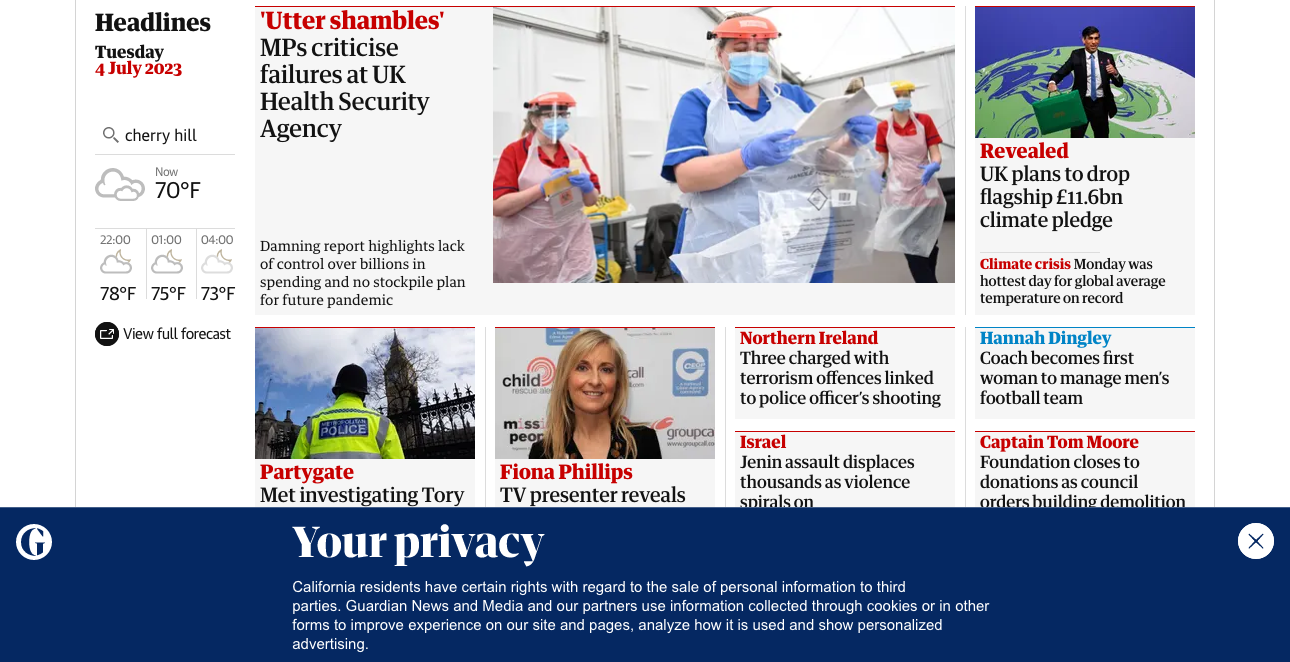 Headlines
Tuesday
4 July 2023
cherry hill
Now
70°F
22:00
01:00
04:00
78°F
75°F
73°F
View full forecast
'Utter shambles'
MPs criticise
failures at UK
Health Security
Agency
Damning report highlights lack
of control over billions in
spending and no stockpile plan
for future pandemic
Revealed
UK plans to drop
flagship £11.6bn
climate pledge
Climate crisis Monday was
hottest day for global average
temperature on record
METROPOLITAN
POLICE
Partygate
Met investigating Tory
child
rescue ale
call
l.com
CEOP
missi
peop
groupca
www.groupcall.co
Fiona Phillips
TV presenter reveals
Northern Ireland
Three charged with
terrorism offences linked
to police officer’s shooting
Israel
Jenin assault displaces
thousands as violence
spirals on
Hannah Dingley
Coach becomes first
woman to manage men’s
football team
Captain Tom Moore
Foundation closes to
donations as council
orders building demolition
Your privacy
California residents have certain rights with regard to the sale of personal information to third
parties. Guardian News and Media and our partners use information collected through cookies or in other
forms to improve experience on our site and pages, analyze how it is used and show personalized
advertising.